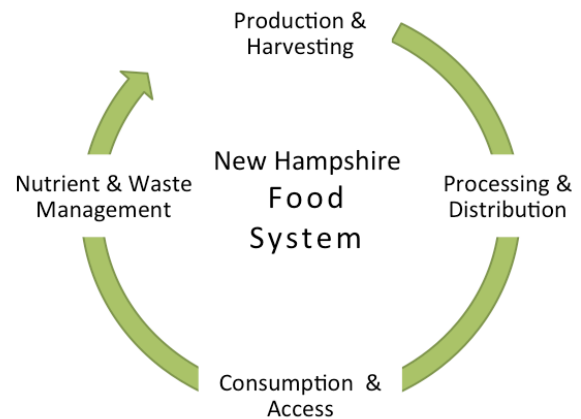 Production &
Harvesting
New Hampshire
Food
System
Processing &
Distribution
Consumption &
Access
Nutrient & Waste
Management